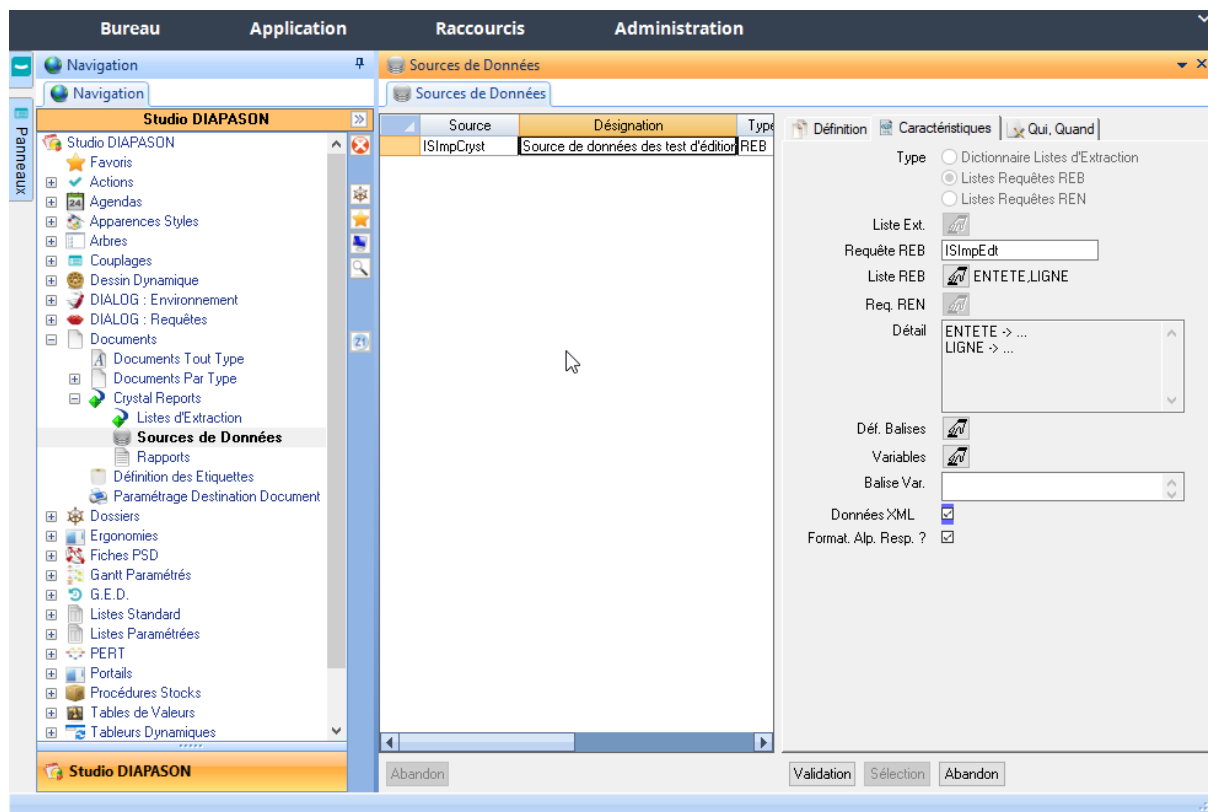 Bureau Application Raccourcis Administration
Navigation
Sources de Données
Panneaux
Navigation
Sources de Données
Studio DIAPASON
Source Désignation Type
ISImpCryst Source de données des test d'édition REB
Studio DIAPASON
Favoris
Actions
Agendas
Apparences Styles
Arbres
Couplages
Dessin Dynamique
DIALOG : Environnement
DIALOG : Requêtes
Documents
Documents Tout Type
Documents Par Type
Crystal Reports
Listes d'Extraction
Sources de Données
Rapports
Définition des Etiquettes
Paramétrage Destination Document
Dossiers
Ergonomies
Fiches PSD
Gantt Paramétrés
G.E.D.
Listes Standard
Listes Paramétrées
PERT
Portails
Procédures Stocks
Tables de Valeurs
Tableurs Dynamiques
Studio DIAPASON
Définition Caractéristiques Qui, Quand
Type Dictionnaire Listes d'Extraction
Listes Requêtes REB
Listes Requêtes REN
Liste Ext.
Requête REB ISImpEdt
Liste REB ENTETE,LIGNE
Req. REN
Détail ENTETE -> ...
LIGNE -> ...
Déf. Balises
Variables
Balise Var.
Données XML
Format. Alp. Resp. ?
Abandon
Validation Sélection Abandon